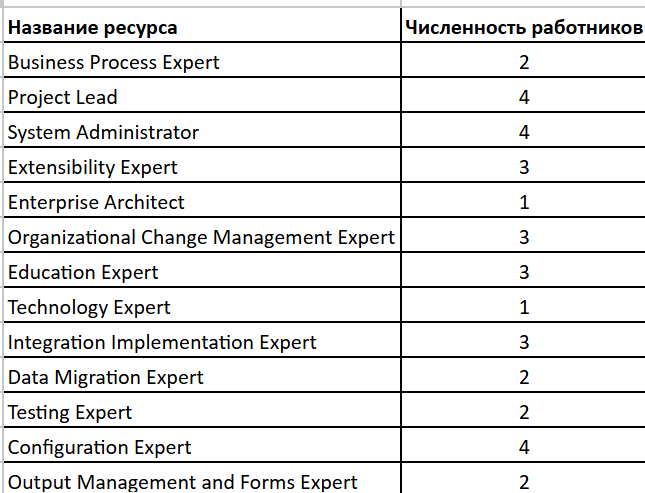 Название ресурса Численность работников
Business Process Expert 2
Project Lead 4
System Administrator 4
Extensibility Expert 3
Enterprise Architect 1
Organizational Change Management Expert 3
Education Expert 3
Technology Expert 1
Integration Implementation Expert 3
Data Migration Expert 2
Testing Expert 2
Configuration Expert 4
Output Management and Forms Expert 2